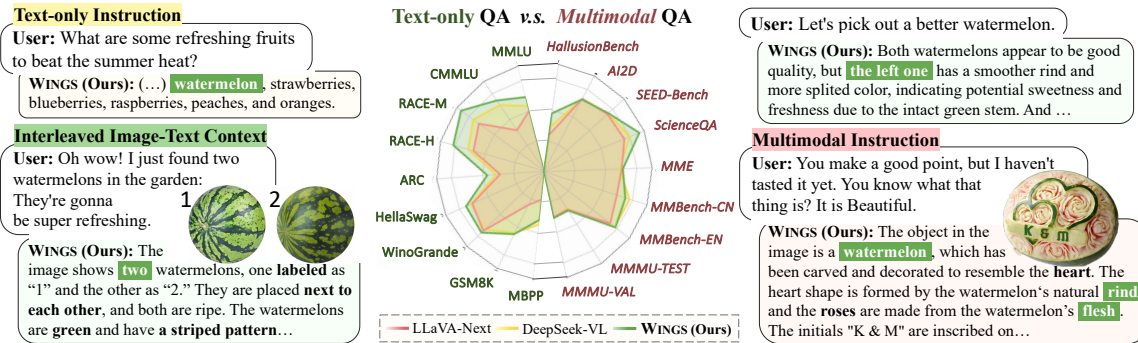 Text-only Instruction
User: What are some refreshing fruits
to beat the summer heat?
WINGS (Ours): (…) watermelon, strawberries,
blueberries, raspberries, peaches, and oranges.
Interleaved Image-Text Context
User: Oh wow! I just found two
watermelons in the garden:
They're gonna
be super refreshing.
1
2
WINGS (Ours): The
image shows two watermelons, one labeled as
“1” and the other as “2.” They are placed next to
each other, and both are ripe. The watermelons
are green and have a striped pattern…
Text-only QA v.s. Multimodal QA
MMLU
CMMLU
RACE-M
RACE-H
ARC
HellaSwag
WinoGrande
GSM8K
MBPP
HallusionBench
AI2D
SEED-Bench
ScienceQA
MME
MMBench-CN
MMBench-EN
MMMU-TEST
MMMU-VAL
LLaVA-Next DeepSeek-VL WINGS (Ours)
User: Let's pick out a better watermelon.
WINGS (Ours): Both watermelons appear to be good
quality, but the left one has a smoother rind and
more splited color, indicating potential sweetness and
freshness due to the intact green stem. And …
Multimodal Instruction
User: You make a good point, but I haven't
tasted it yet. You know what that
thing is? It is Beautiful.
K & M
WINGS (Ours): The object in the
image is a watermelon, which has
been carved and decorated to resemble the heart. The
heart shape is formed by the watermelon‘s natural rind
and the roses are made from the watermelon’s flesh.
The initials "K & M" are inscribed on…